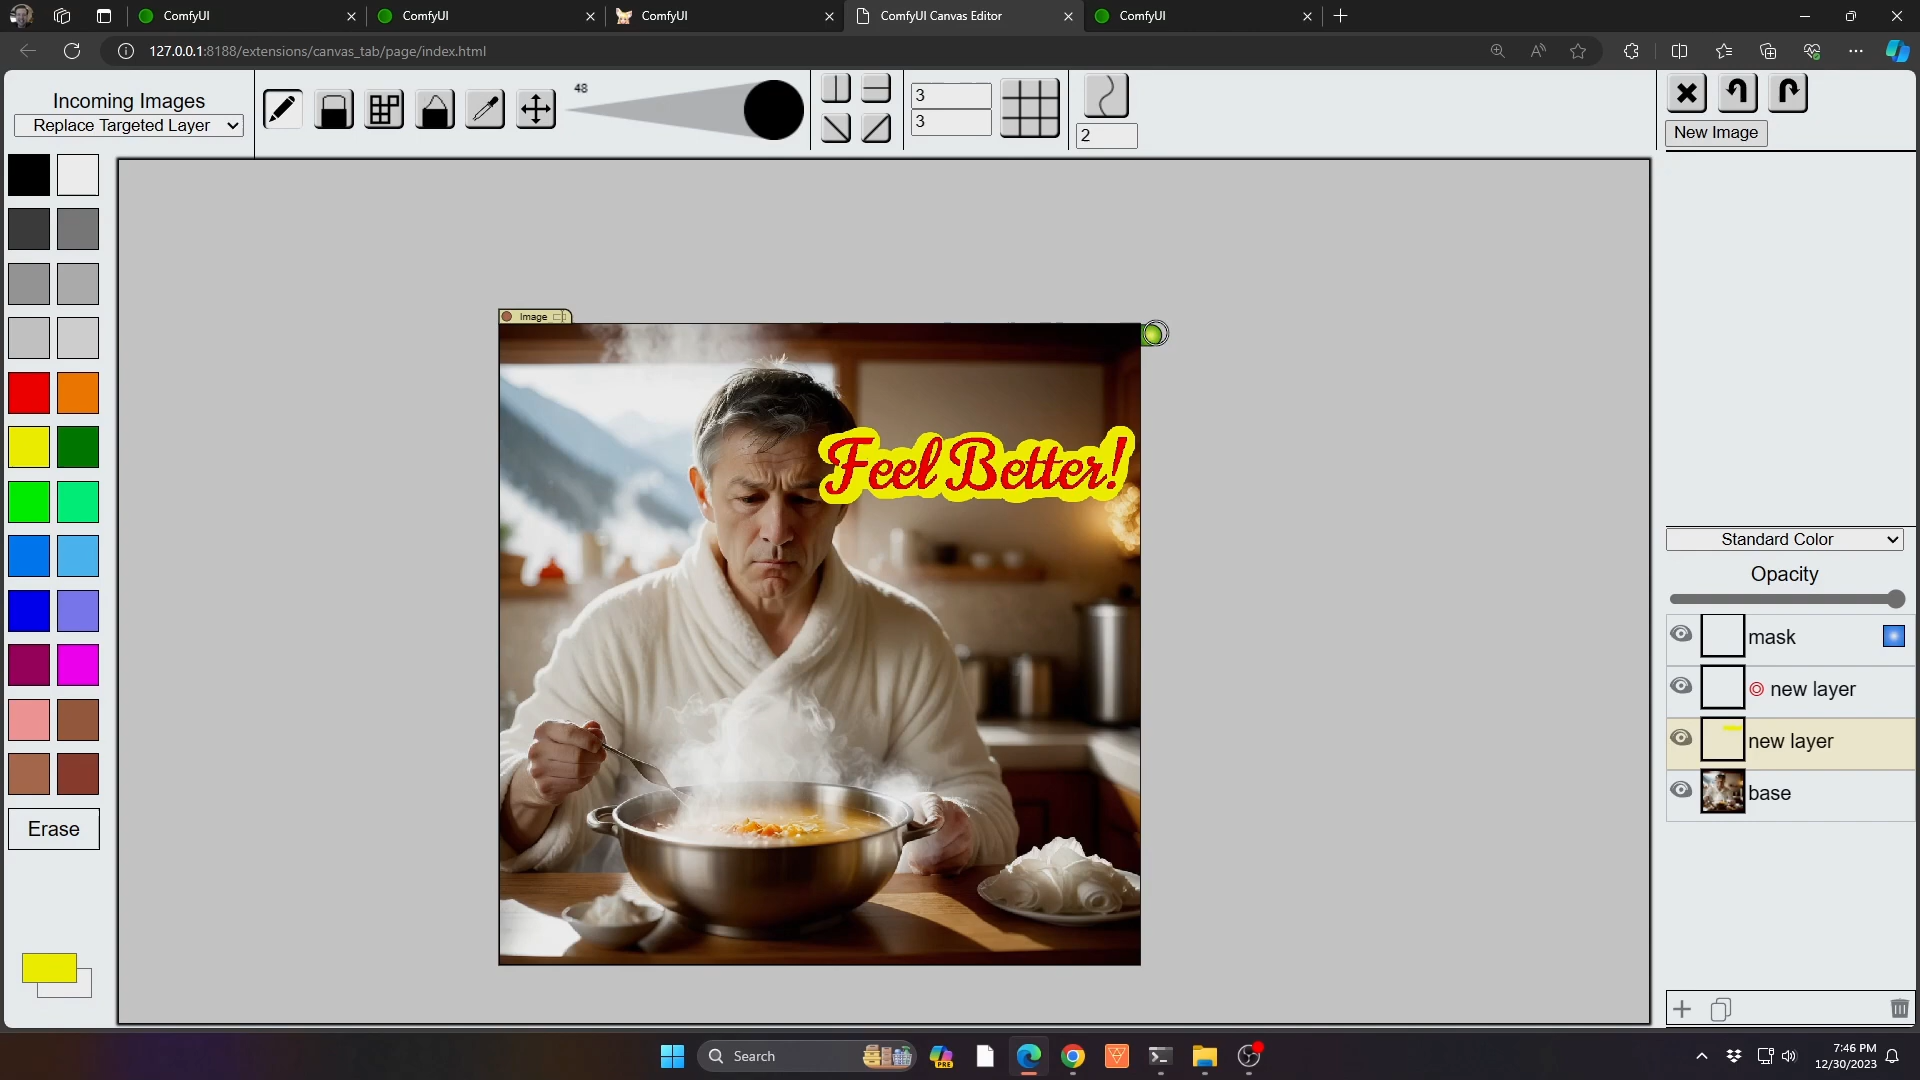 ComfyUI
ComfyUI
ComfyUI
ComfyUI Canvas Editor
ComfyUI
127.0.0.1:8188/extensions/canvas_tab/page/index.html
Incoming Images
Replace Targeted Layer
48
3
3
2
New Image
Image
Feel Better!
Standard Color
Opacity
mask
new layer
new layer
base
Erase
Search
PRE
7:46 PM
12/30/2023